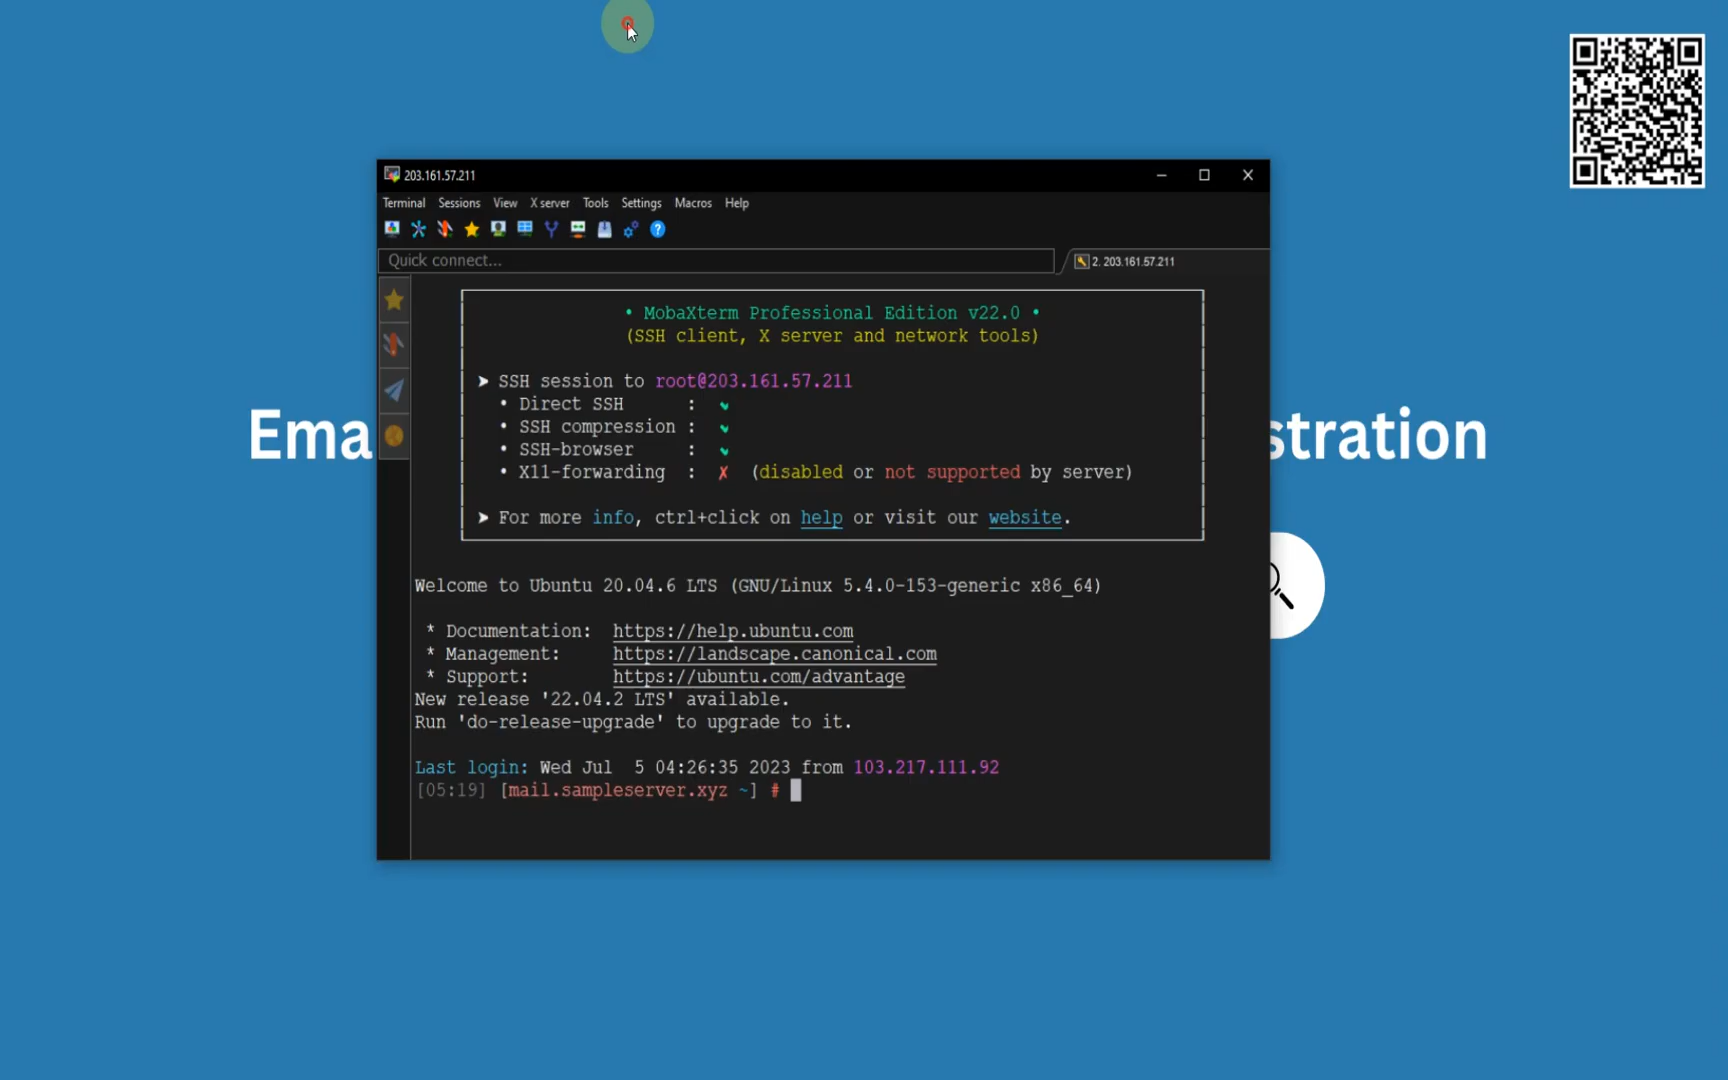 203.161.57.211
Terminal Sessions View X server Tools Settings Macros Help
Quick connect...
2. 203.161.57.211
• MobaXterm Professional Edition v22.0 •
(SSH client, X server and network tools)
➤ SSH session to root@203.161.57.211
• Direct SSH : ✔
• SSH compression : ✔
• SSH-browser : ✔
• X11-forwarding : ✘ (disabled or not supported by server)
➤ For more info, ctrl+click on help or visit our website.
Ema
stration
Welcome to Ubuntu 20.04.6 LTS (GNU/Linux 5.4.0-153-generic x86_64)
* Documentation: https://help.ubuntu.com
* Management: https://landscape.canonical.com
* Support: https://ubuntu.com/advantage
New release '22.04.2 LTS' available.
Run 'do-release-upgrade' to upgrade to it.
Last login: Wed Jul 5 04:26:35 2023 from 103.217.111.92
[05:19] [mail.sampleserver.xyz ~] #